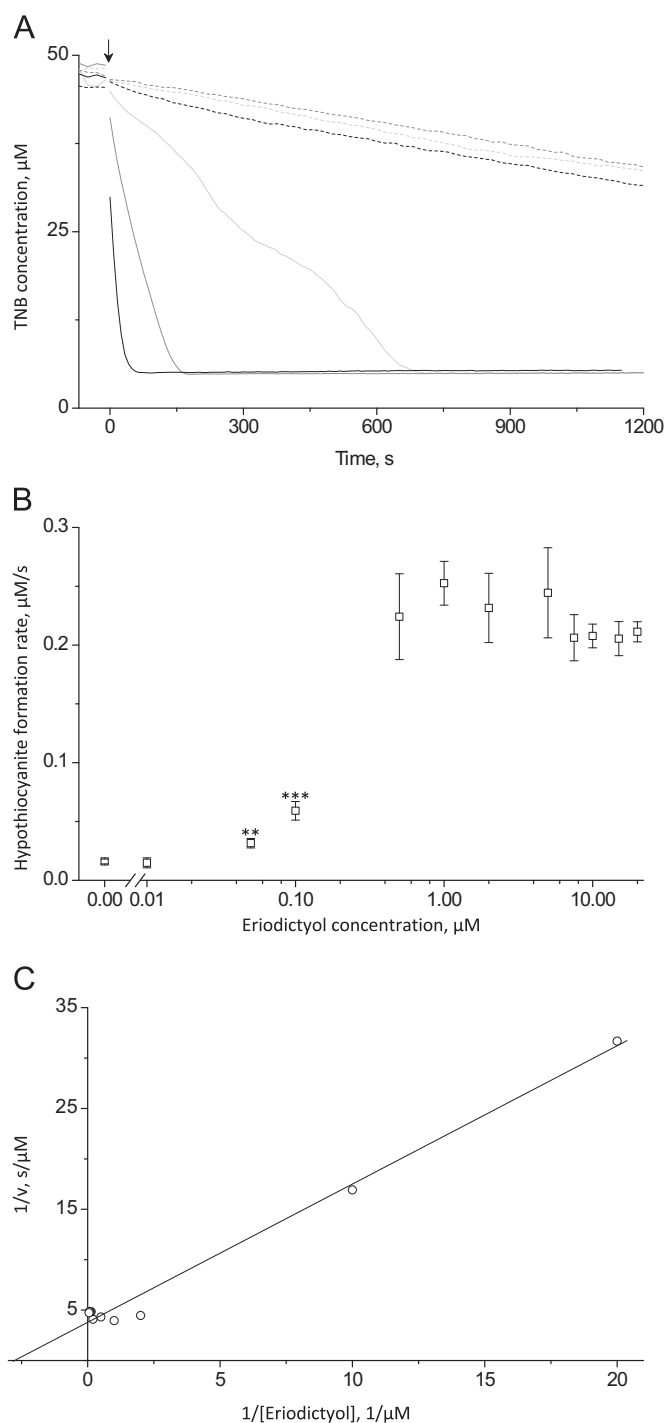 A
50
25
0
TNB concentration, µM
0 300 600 900 1200
Time, s
B
0.3
0.2
0.1
0.0
Hypothiocyanite formation rate, µM/s
** ***
0.00 0.01 0.10 1.00 10.00
Eriodictyol concentration, µM
C
35
25
15
5
1/v, s/µM
0 5 10 15 20
1/[Eriodictyol], 1/µM